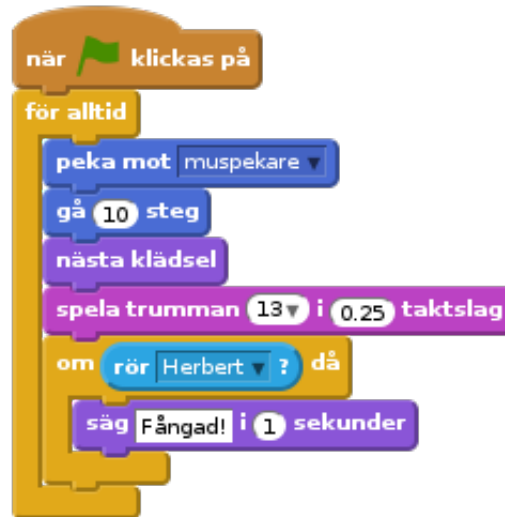 när klickas på
för alltid
peka mot muspekare
gå 10 steg
nästa klädsel
spela trumman 13 i 0.25 taktslag
om rör Herbert ? då
säg Fångad! i 1 sekunder